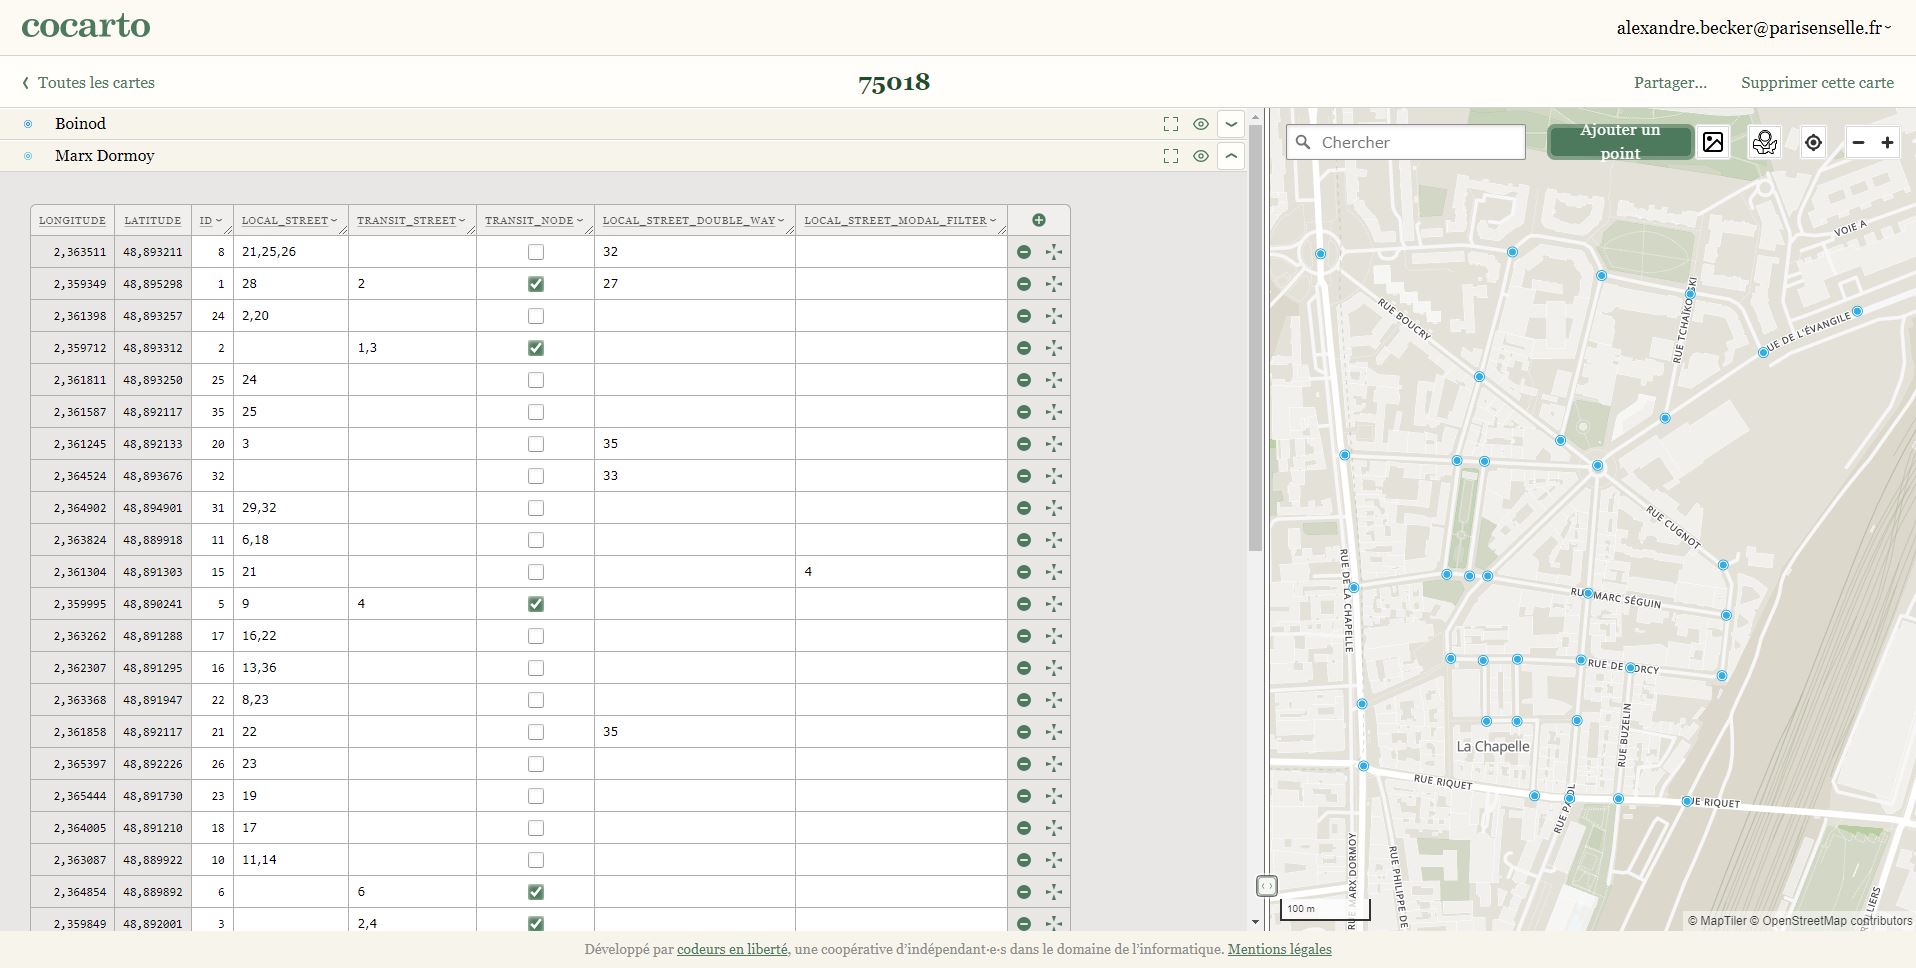 cocarto
alexandre.becker@parisenselle.fr
Toutes les cartes
75018
Partager...
Supprimer cette carte
Boinod
Marx Dormoy
LONGITUDE LATITUDE ID LOCAL_STREET TRANSIT_STREET TRANSIT_NODE LOCAL_STREET_DOUBLE_WAY LOCAL_STREET_MODAL_FILTER
2,363511 48,893211 8 21,25,26 32
2,359349 48,895298 1 28 2 27
2,361398 48,893257 24 2,20
2,359712 48,893312 2 1,3
2,361811 48,893250 25 24
2,361587 48,892117 35 25
2,361245 48,892133 20 3 35
2,364524 48,893676 32 33
2,364902 48,894901 31 29,32
2,363824 48,889918 11 6,18
2,361304 48,891303 15 21 4
2,359995 48,890241 5 9 4
2,363262 48,891288 17 16,22
2,362307 48,891295 16 13,36
2,363368 48,891947 22 8,23
2,361858 48,892117 21 22 35
2,365397 48,892226 26 23
2,365444 48,891730 23 19
2,364005 48,891210 18 17
2,363087 48,889922 10 11,14
2,364854 48,889892 6 6
2,359849 48,892001 3 2,4
Chercher
Ajouter un
point
VOIE A
RUE BOUCRY
RUE TCHAÏKOVSKI
UE DE L'ÉVANGILE
RUE CUGNOT
RUE DE LA CHAPELLE
MARC SÉGUIN
RUE DE ORCY
RUE BUZELIN
La Chapelle
RUE RIQUET
UE RIQUET
MARX DORMOY
RUE PHILIPPE DE
LLIERS
100 m
© MapTiler © OpenStreetMap contributors
Développé par codeurs en liberté, une coopérative d'indépendant·e·s dans le domaine de l'informatique. Mentions légales